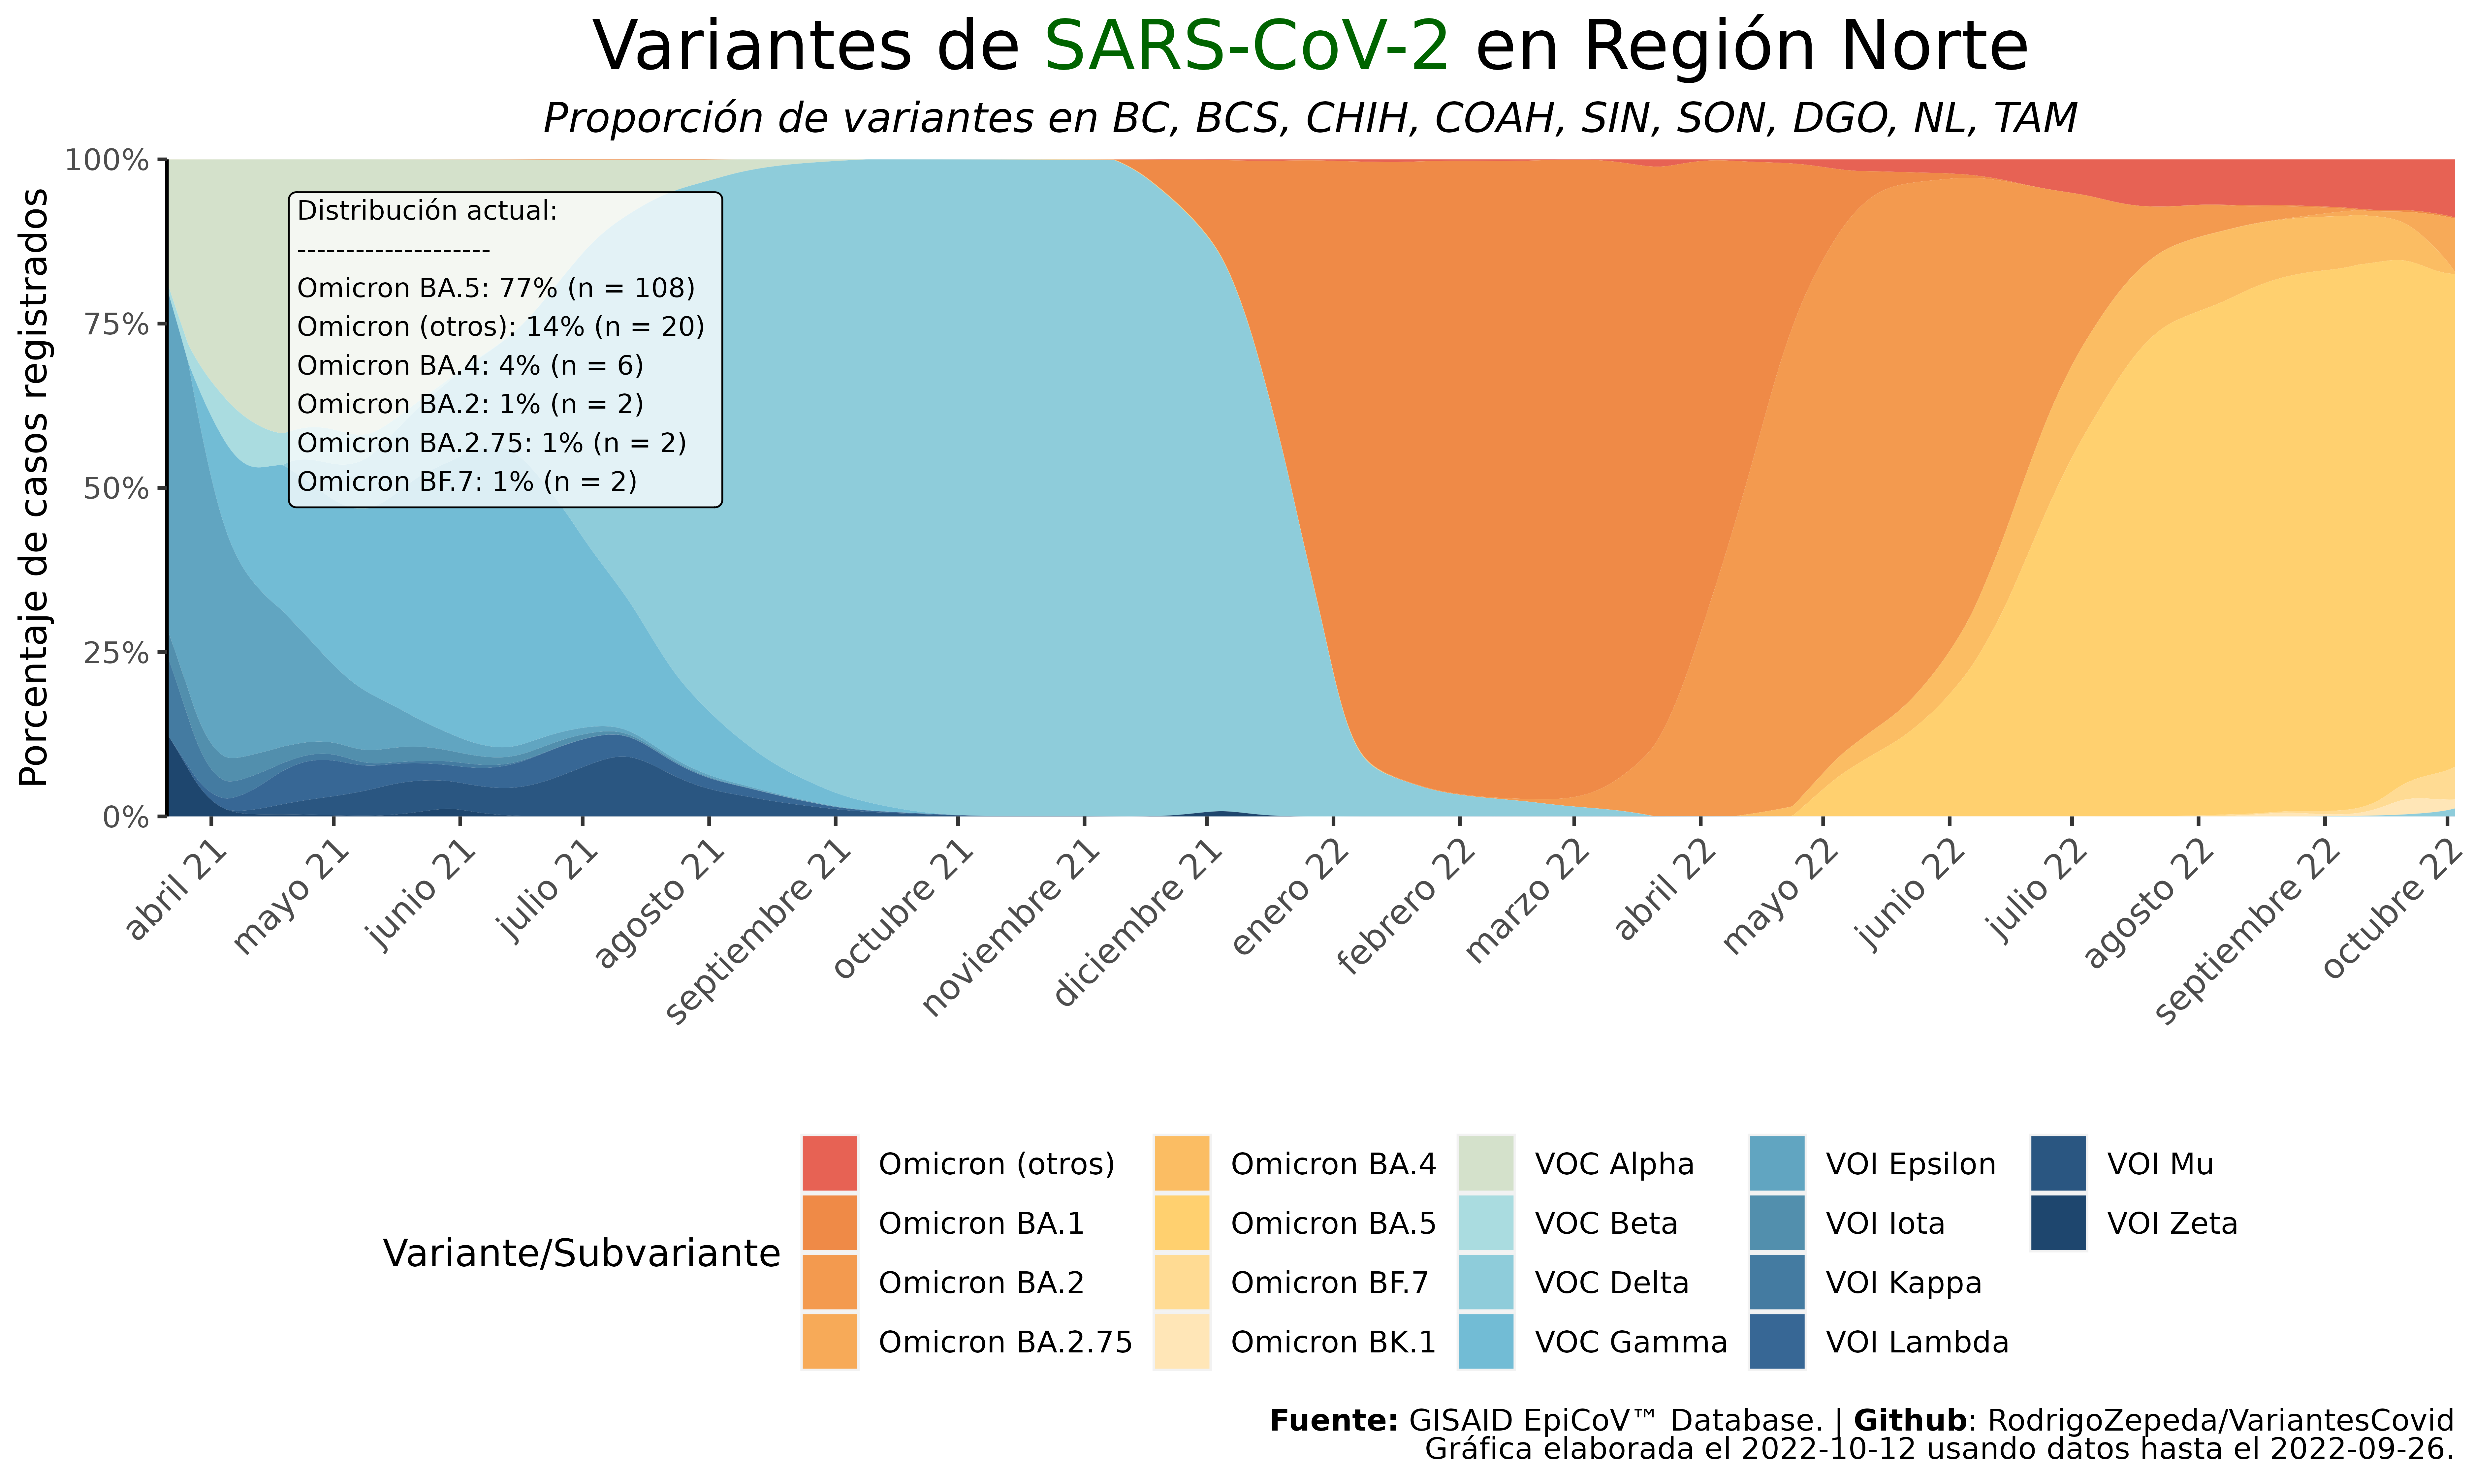 Variantes de SARS-CoV-2 en Región Norte
Proporción de variantes en BC, BCS, CHIH, COAH, SIN, SON, DGO, NL, TAM
Porcentaje de casos registrados
100%
75%
50%
25%
0%
Distribución actual:
--------------------
Omicron BA.5: 77% (n = 108)
Omicron (otros): 14% (n = 20)
Omicron BA.4: 4% (n = 6)
Omicron BA.2: 1% (n = 2)
Omicron BA.2.75: 1% (n = 2)
Omicron BF.7: 1% (n = 2)
abril 21
mayo 21
junio 21
julio 21
agosto 21
septiembre 21
octubre 21
noviembre 21
diciembre 21
enero 22
febrero 22
marzo 22
abril 22
mayo 22
junio 22
julio 22
agosto 22
septiembre 22
octubre 22
Variante/Subvariante
Omicron (otros)
Omicron BA.1
Omicron BA.2
Omicron BA.2.75
Omicron BA.4
Omicron BA.5
Omicron BF.7
Omicron BK.1
VOC Alpha
VOC Beta
VOC Delta
VOC Gamma
VOI Epsilon
VOI Iota
VOI Kappa
VOI Lambda
VOI Mu
VOI Zeta
Fuente: GISAID EpiCoV™ Database. | Github: RodrigoZepeda/VariantesCovid
Gráfica elaborada el 2022-10-12 usando datos hasta el 2022-09-26.